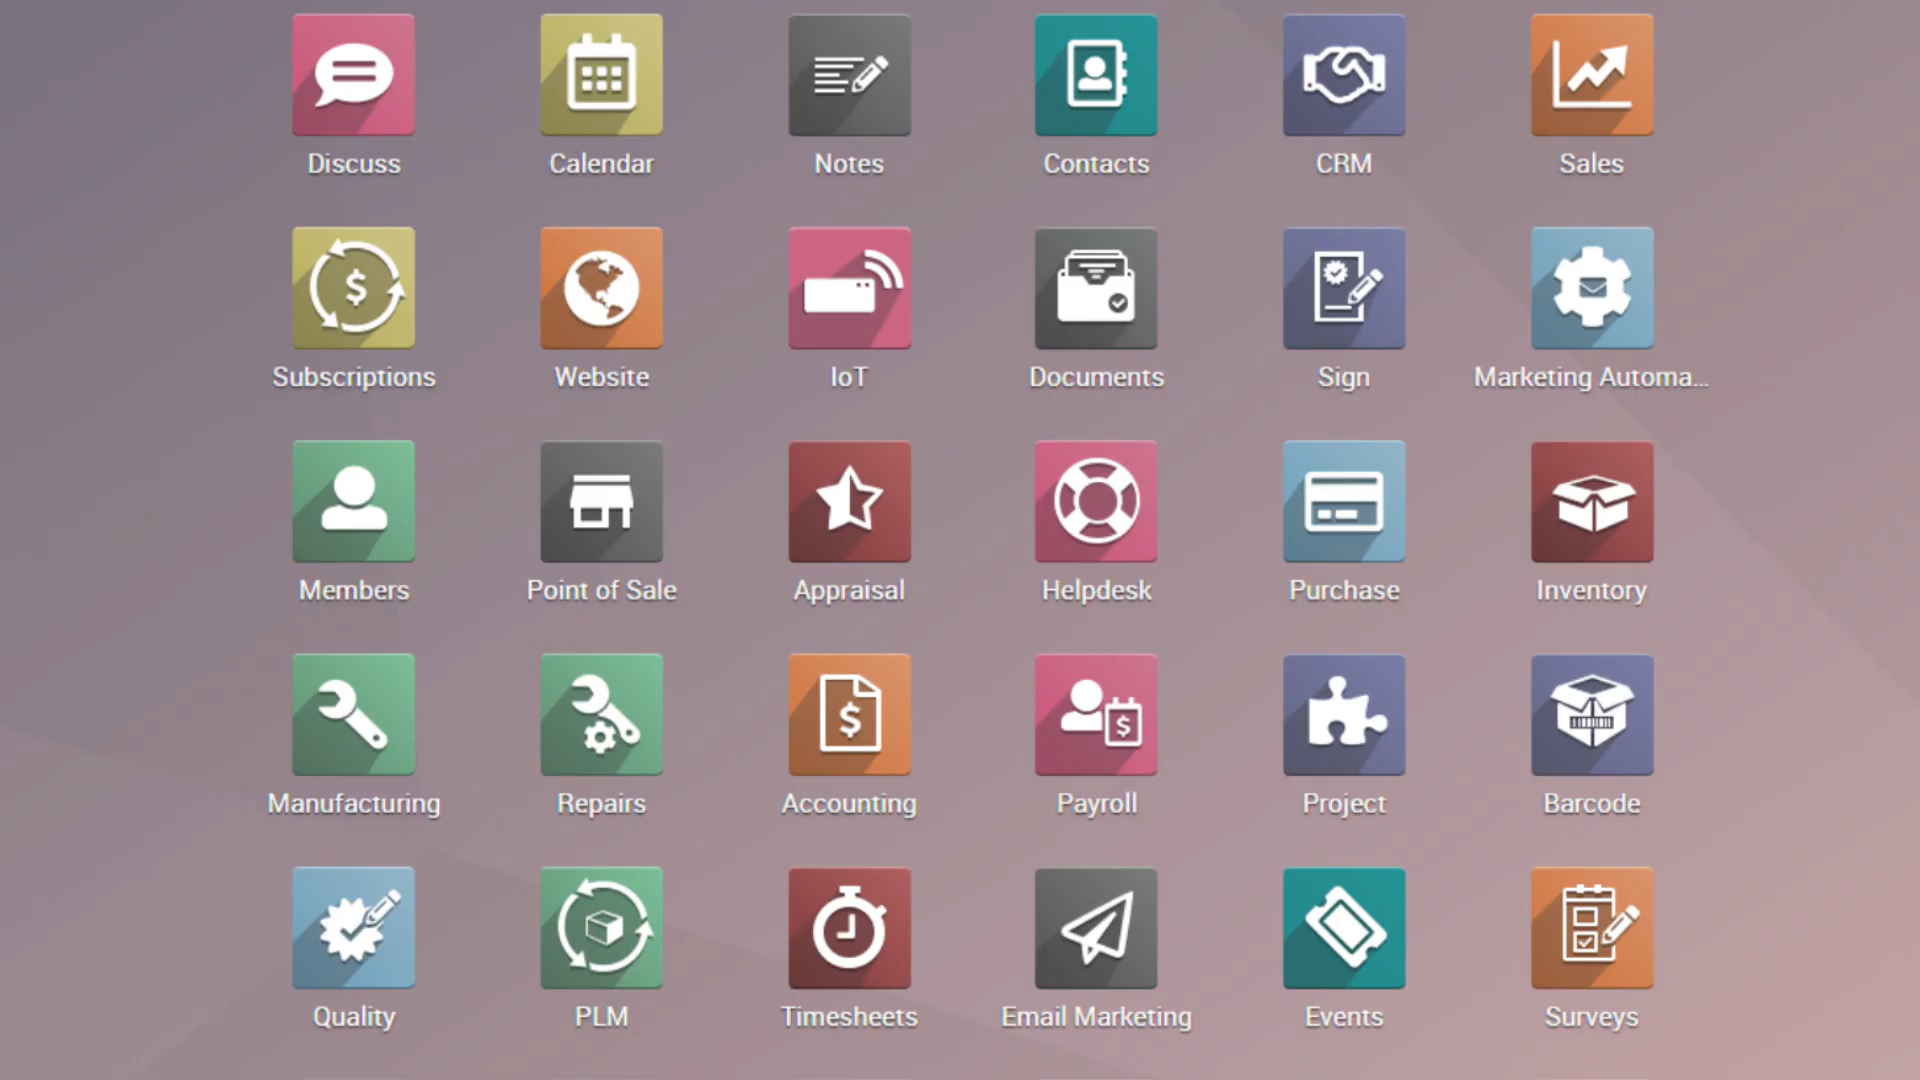 Discuss
Calendar
Notes
Contacts
CRM
Sales
Subscriptions
Website
IoT
Documents
Sign
Marketing Automa...
Members
Point of Sale
Appraisal
Helpdesk
Purchase
Inventory
Manufacturing
Repairs
Accounting
Payroll
Project
Barcode
Quality
PLM
Timesheets
Email Marketing
Events
Surveys